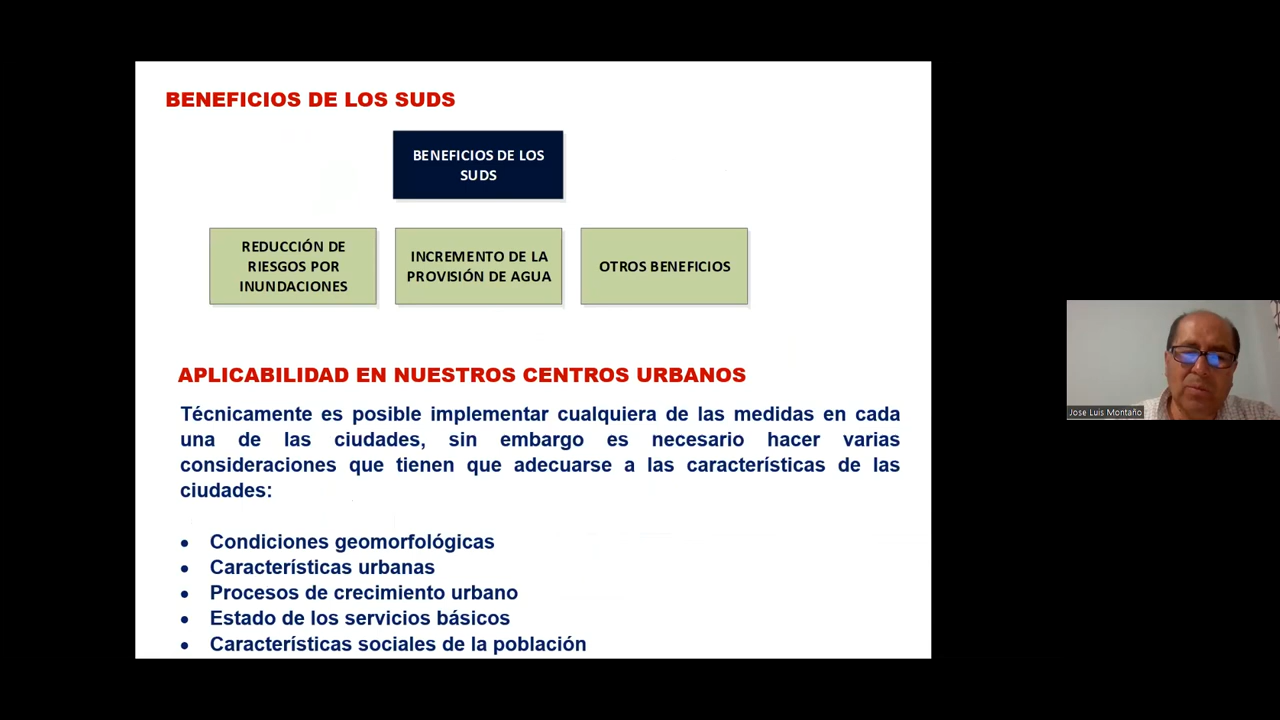 BENEFICIOS DE LOS SUDS
BENEFICIOS DE LOS
SUDS
REDUCCIÓN DE
RIESGOS POR
INUNDACIONES
INCREMENTO DE LA
PROVISIÓN DE AGUA
OTROS BENEFICIOS
APLICABILIDAD EN NUESTROS CENTROS URBANOS
Técnicamente es posible implementar cualquiera de las medidas en cada
una de las ciudades, sin embargo es necesario hacer varias
consideraciones que tienen que adecuarse a las características de las
ciudades:
• Condiciones geomorfológicas
• Características urbanas
• Procesos de crecimiento urbano
• Estado de los servicios básicos
• Características sociales de la población
Jose Luis Montaño